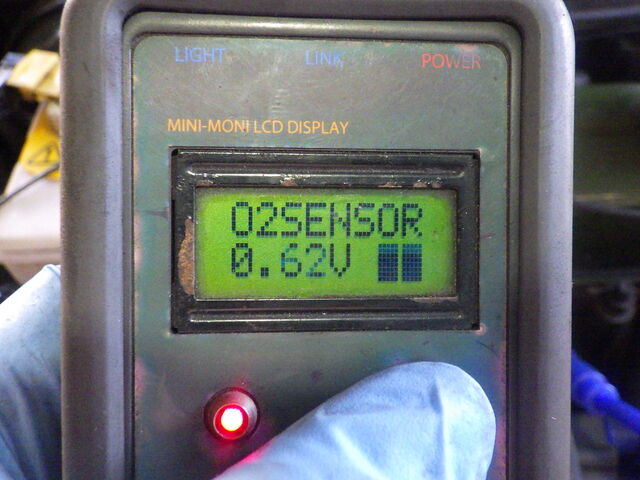 LIGHT LINK POWER
MINI-MONI LCD DISPLAY
O2SENSOR
0.62V